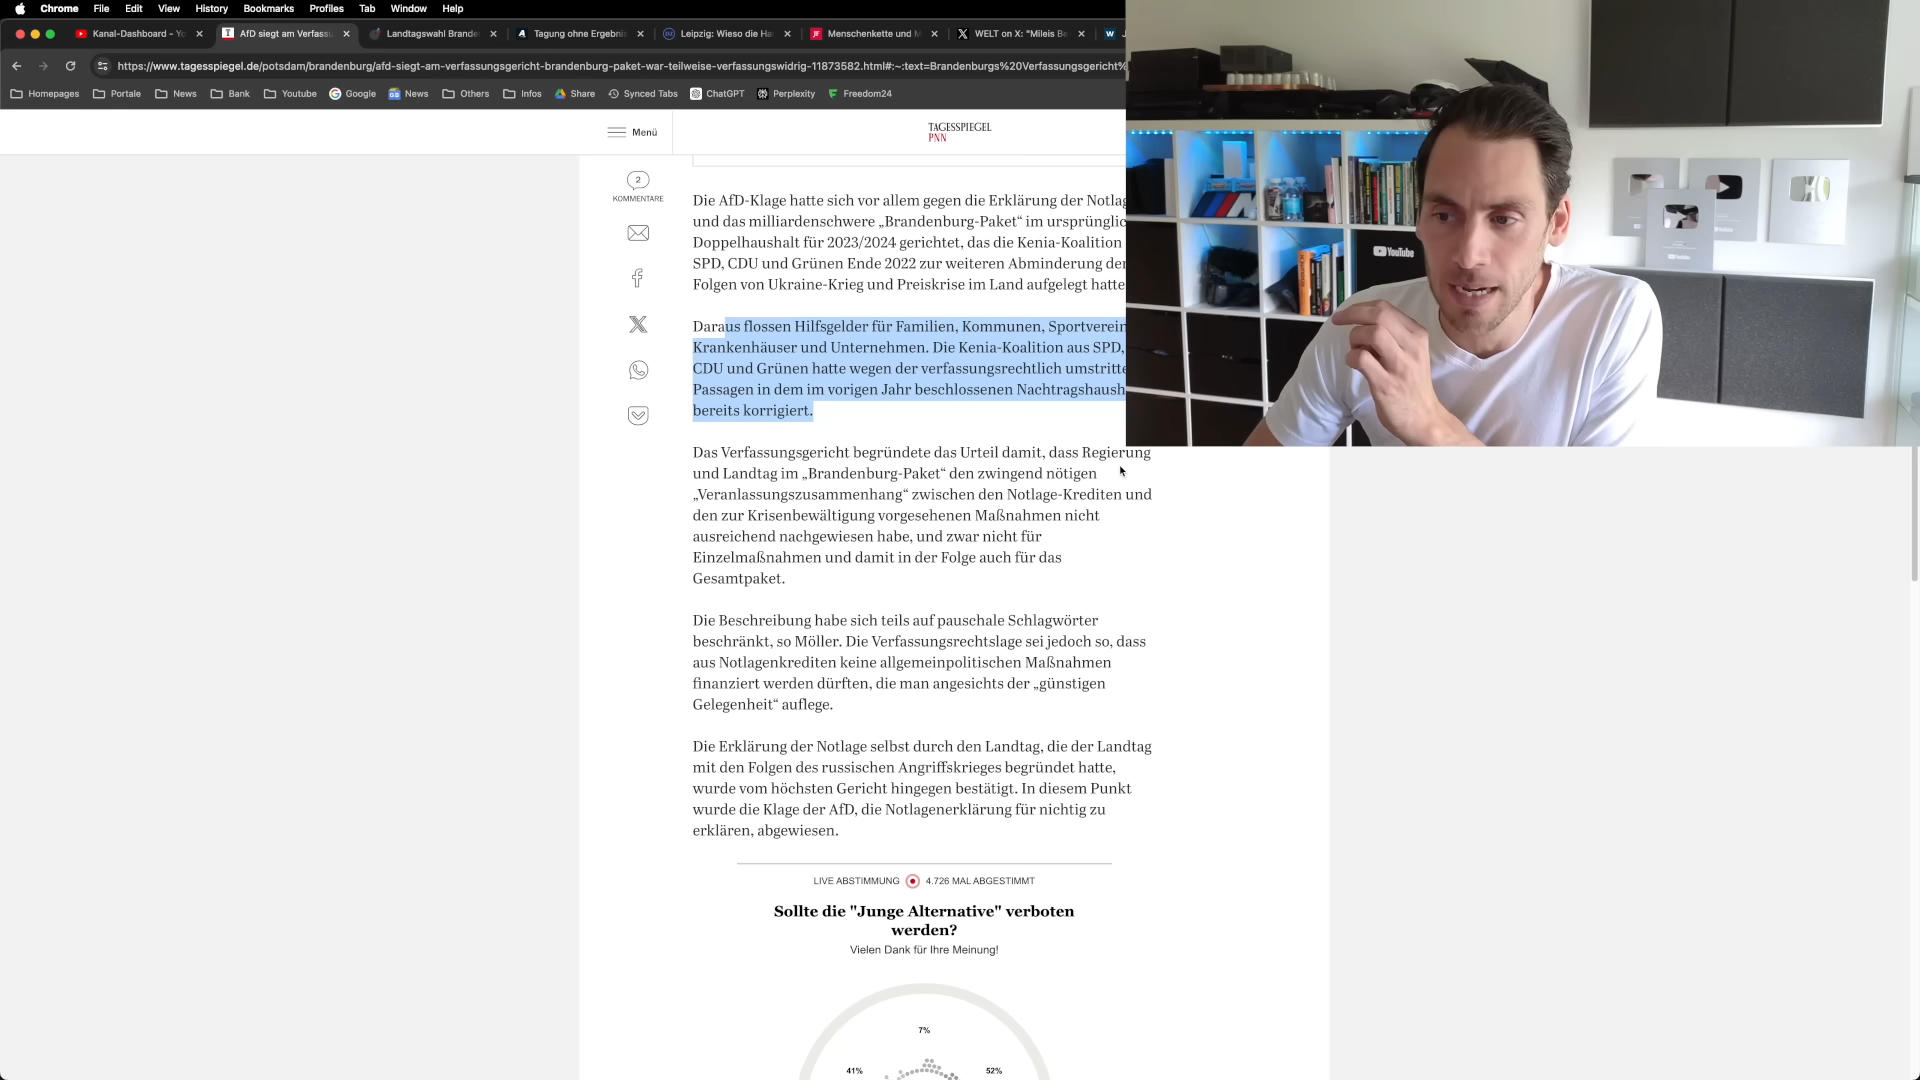 Chrome File Edit View History Bookmarks Profiles Tab Window Help
Kanal-Dashboard - Yo
AfD siegt am Verfassu
Landtagswahl Brande
Tagung ohne Ergebni
Leipzig: Wieso die Ha
Menschenkette und M
WELT on X: "Mileis Be
https://www.tagesspiegel.de/potsdam/brandenburg/afd-siegt-am-verfassungsgericht-brandenburg-paket-war-teilweise-verfassungswidrig-11873582.html#:~:text=Brandenburgs%20Verfassungsgericht%
Homepages Portale News Bank Youtube Google News Others Infos Share Synced Tabs ChatGPT Perplexity Freedom24
Menü
TAGESSPIEGEL
PNN
2
KOMMENTARE
Die AfD-Klage hatte sich vor allem gegen die Erklärung der Notlag
und das milliardenschwere „Brandenburg-Paket“ im ursprünglic
Doppelhaushalt für 2023/2024 gerichtet, das die Kenia-Koalition
SPD, CDU und Grünen Ende 2022 zur weiteren Abminderung der
Folgen von Ukraine-Krieg und Preiskrise im Land aufgelegt hatte
Daraus flossen Hilfsgelder für Familien, Kommunen, Sportverein
Krankenhäuser und Unternehmen. Die Kenia-Koalition aus SPD,
CDU und Grünen hatte wegen der verfassungsrechtlich umstritte
Passagen in dem im vorigen Jahr beschlossenen Nachtragshaush
bereits korrigiert.
Das Verfassungsgericht begründete das Urteil damit, dass Regierung
und Landtag im „Brandenburg-Paket“ den zwingend nötigen
„Veranlassungszusammenhang“ zwischen den Notlage-Krediten und
den zur Krisenbewältigung vorgesehenen Maßnahmen nicht
ausreichend nachgewiesen habe, und zwar nicht für
Einzelmaßnahmen und damit in der Folge auch für das
Gesamtpaket.
Die Beschreibung habe sich teils auf pauschale Schlagwörter
beschränkt, so Möller. Die Verfassungsrechtslage sei jedoch so, dass
aus Notlagenkrediten keine allgemeinpolitischen Maßnahmen
finanziert werden dürften, die man angesichts der „günstigen
Gelegenheit“ auflege.
Die Erklärung der Notlage selbst durch den Landtag, die der Landtag
mit den Folgen des russischen Angriffskrieges begründet hatte,
wurde vom höchsten Gericht hingegen bestätigt. In diesem Punkt
wurde die Klage der AfD, die Notlagenerklärung für nichtig zu
erklären, abgewiesen.
LIVE ABSTIMMUNG 4.726 MAL ABGESTIMMT
Sollte die "Junge Alternative" verboten
werden?
Vielen Dank für Ihre Meinung!
7%
41%
52%
YouTube